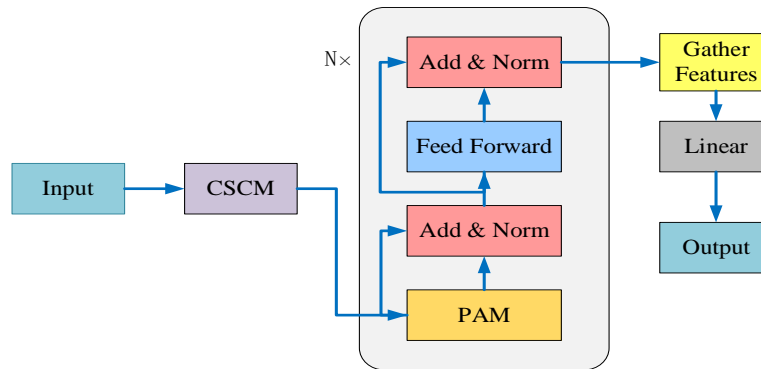 N×
Add & Norm
Gather
Features
Feed Forward
Linear
Input
CSCM
Add & Norm
Output
PAM